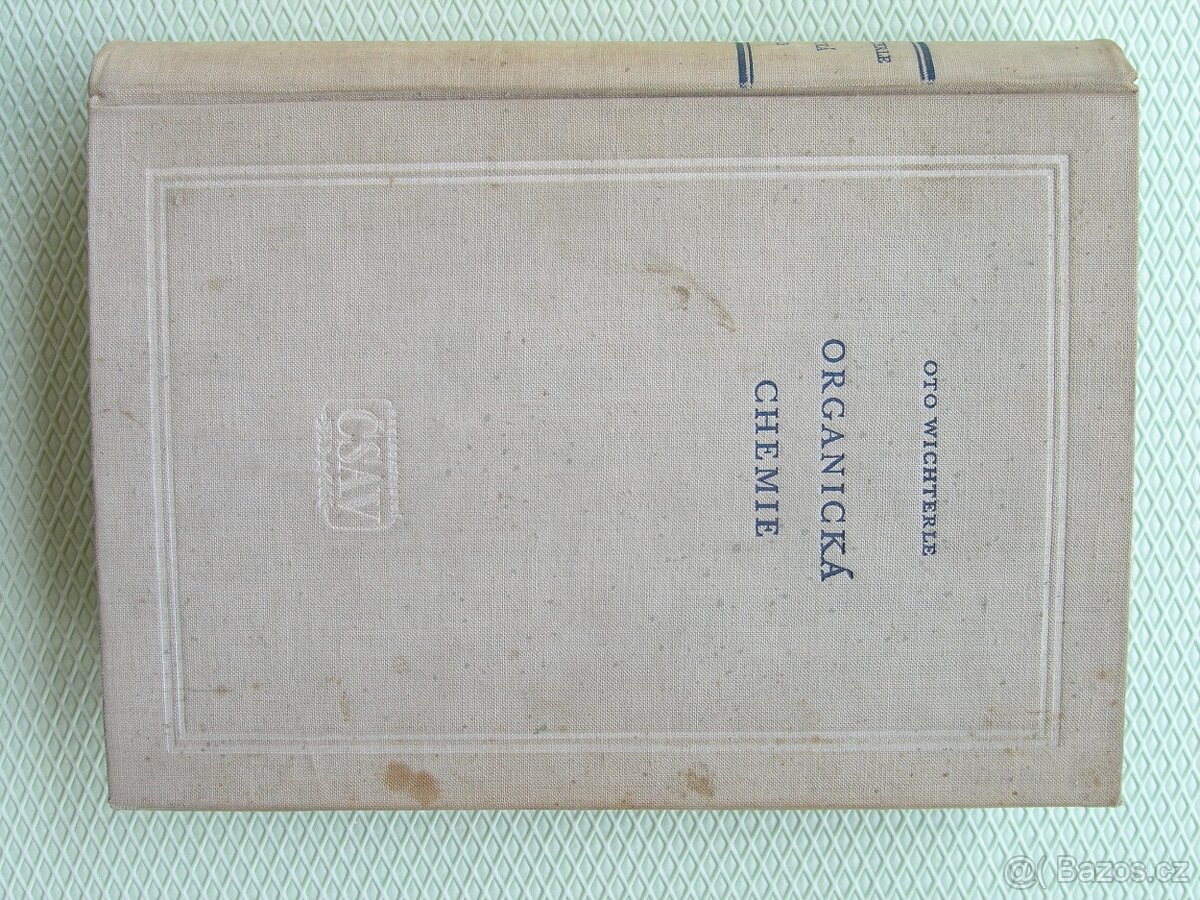 OTO WICHTERLE
ORGANICKÁ
CHEMIE
ČSAV
@( Bazos.cz